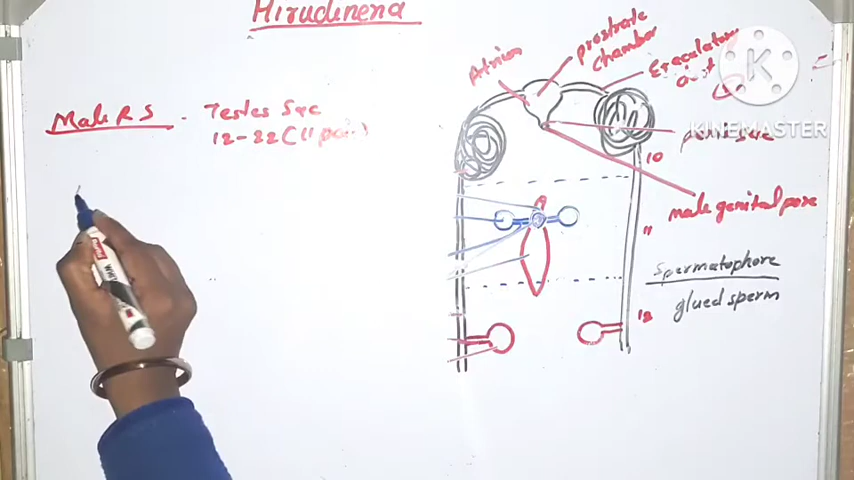 Hirudinena
Male RS - Testes Sac
12-22 (11 pair)
Atrium
prostrate
chamber
Ejaculatory
duct
KINEMASTER
penis sac
10
male genital pore
11
Spermatophore
glued sperm
12